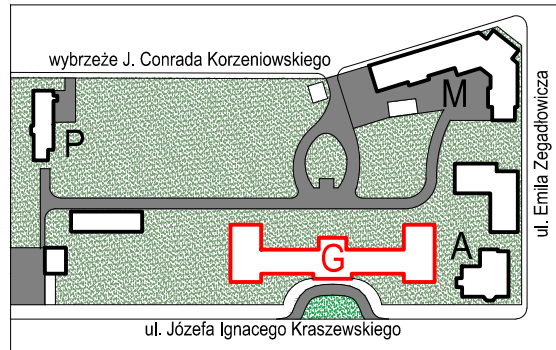 wybrzeże J. Conrada Korzeniowskiego
M
P
ul. Emila Zegadłowicza
A
G
ul. Józefa Ignacego Kraszewskiego